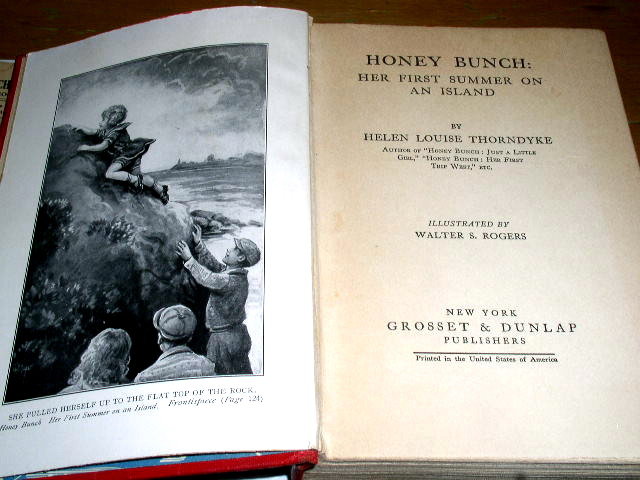 SHE PULLED HERSELF UP TO THE FLAT TOP OF THE ROCK.
Honey Bunch Her First Summer on an Island. Frontispiece (Page 124)
HONEY BUNCH:
HER FIRST SUMMER ON
AN ISLAND
BY
HELEN LOUISE THORNDYKE
AUTHOR OF "HONEY BUNCH: JUST A LITTLE
GIRL," "HONEY BUNCH: HER FIRST
TRIP WEST," ETC.
ILLUSTRATED BY
WALTER S. ROGERS
NEW YORK
GROSSET & DUNLAP
PUBLISHERS
Printed in the United States of America